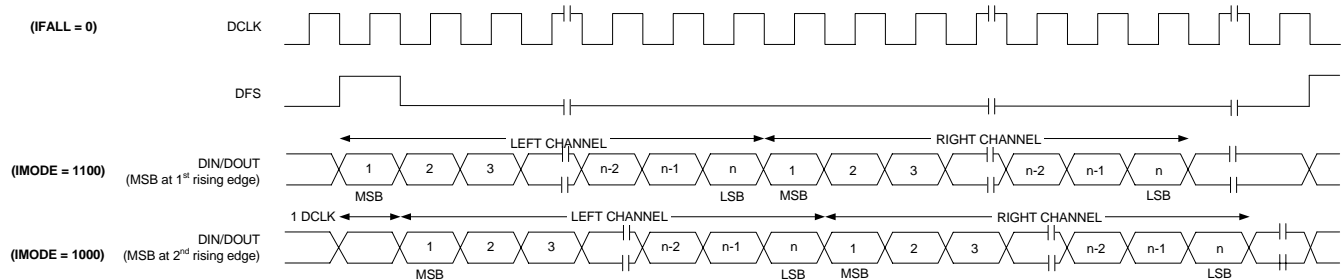 (IFALL = 0) DCLK
DFS
LEFT CHANNEL RIGHT CHANNEL
(IMODE = 1100) DIN/DOUT 1 2 3 n-2 n-1 n 1 2 3 n-2 n-1 n
(MSB at 1st rising edge)
MSB LSB MSB LSB
1 DCLK LEFT CHANNEL RIGHT CHANNEL
(IMODE = 1000) DIN/DOUT 1 2 3 n-2 n-1 n 1 2 3 n-2 n-1 n
(MSB at 2nd rising edge)
MSB LSB MSB LSB